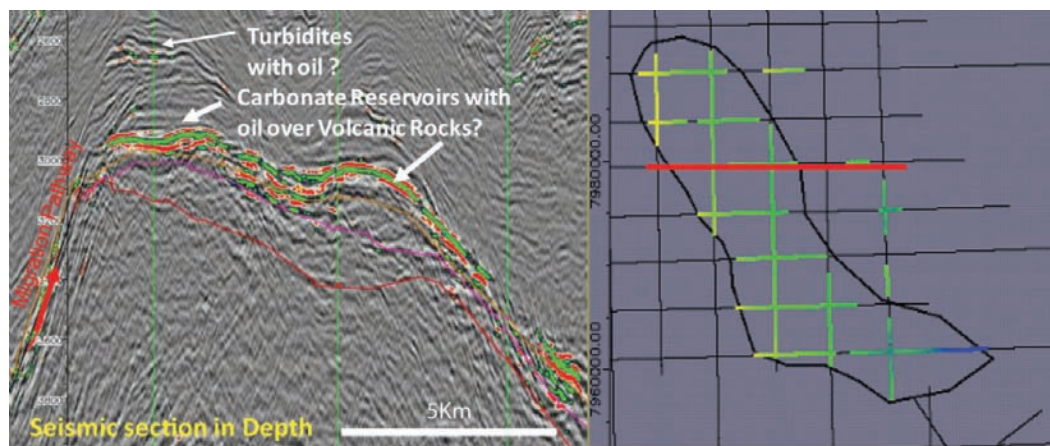 Turbidites
with oil ?
Carbonate Reservoirs with
oil over Volcanic Rocks?
Migration Pathway
Seismic section in Depth
5Km
7980000.00
7960000.00